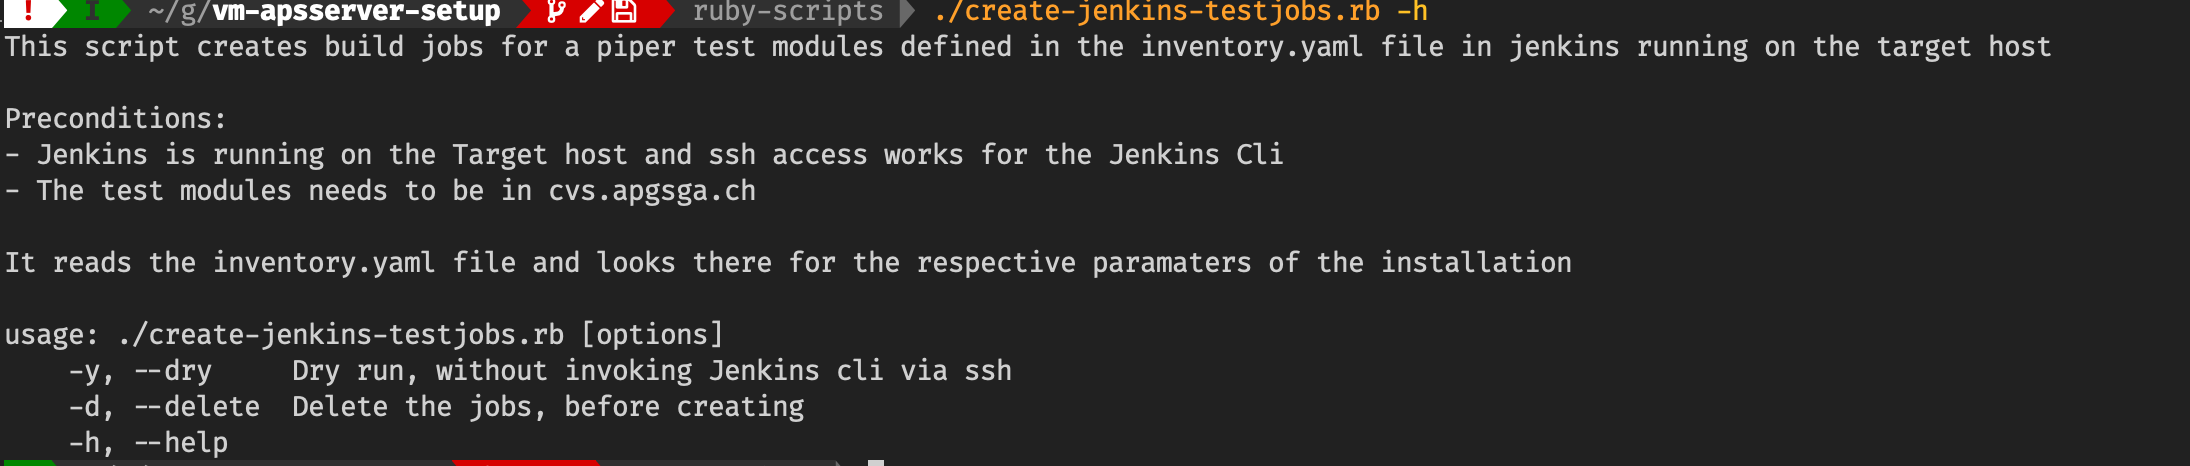 ! I ~/g/vm-apsserver-setup ruby-scripts ./create-jenkins-testjobs.rb -h
This script creates build jobs for a piper test modules defined in the inventory.yaml file in jenkins running on the target host
Preconditions:
- Jenkins is running on the Target host and ssh access works for the Jenkins Cli
- The test modules needs to be in cvs.apgsga.ch
It reads the inventory.yaml file and looks there for the respective paramaters of the installation
usage: ./create-jenkins-testjobs.rb [options]
-y, --dry Dry run, without invoking Jenkins cli via ssh
-d, --delete Delete the jobs, before creating
-h, --help